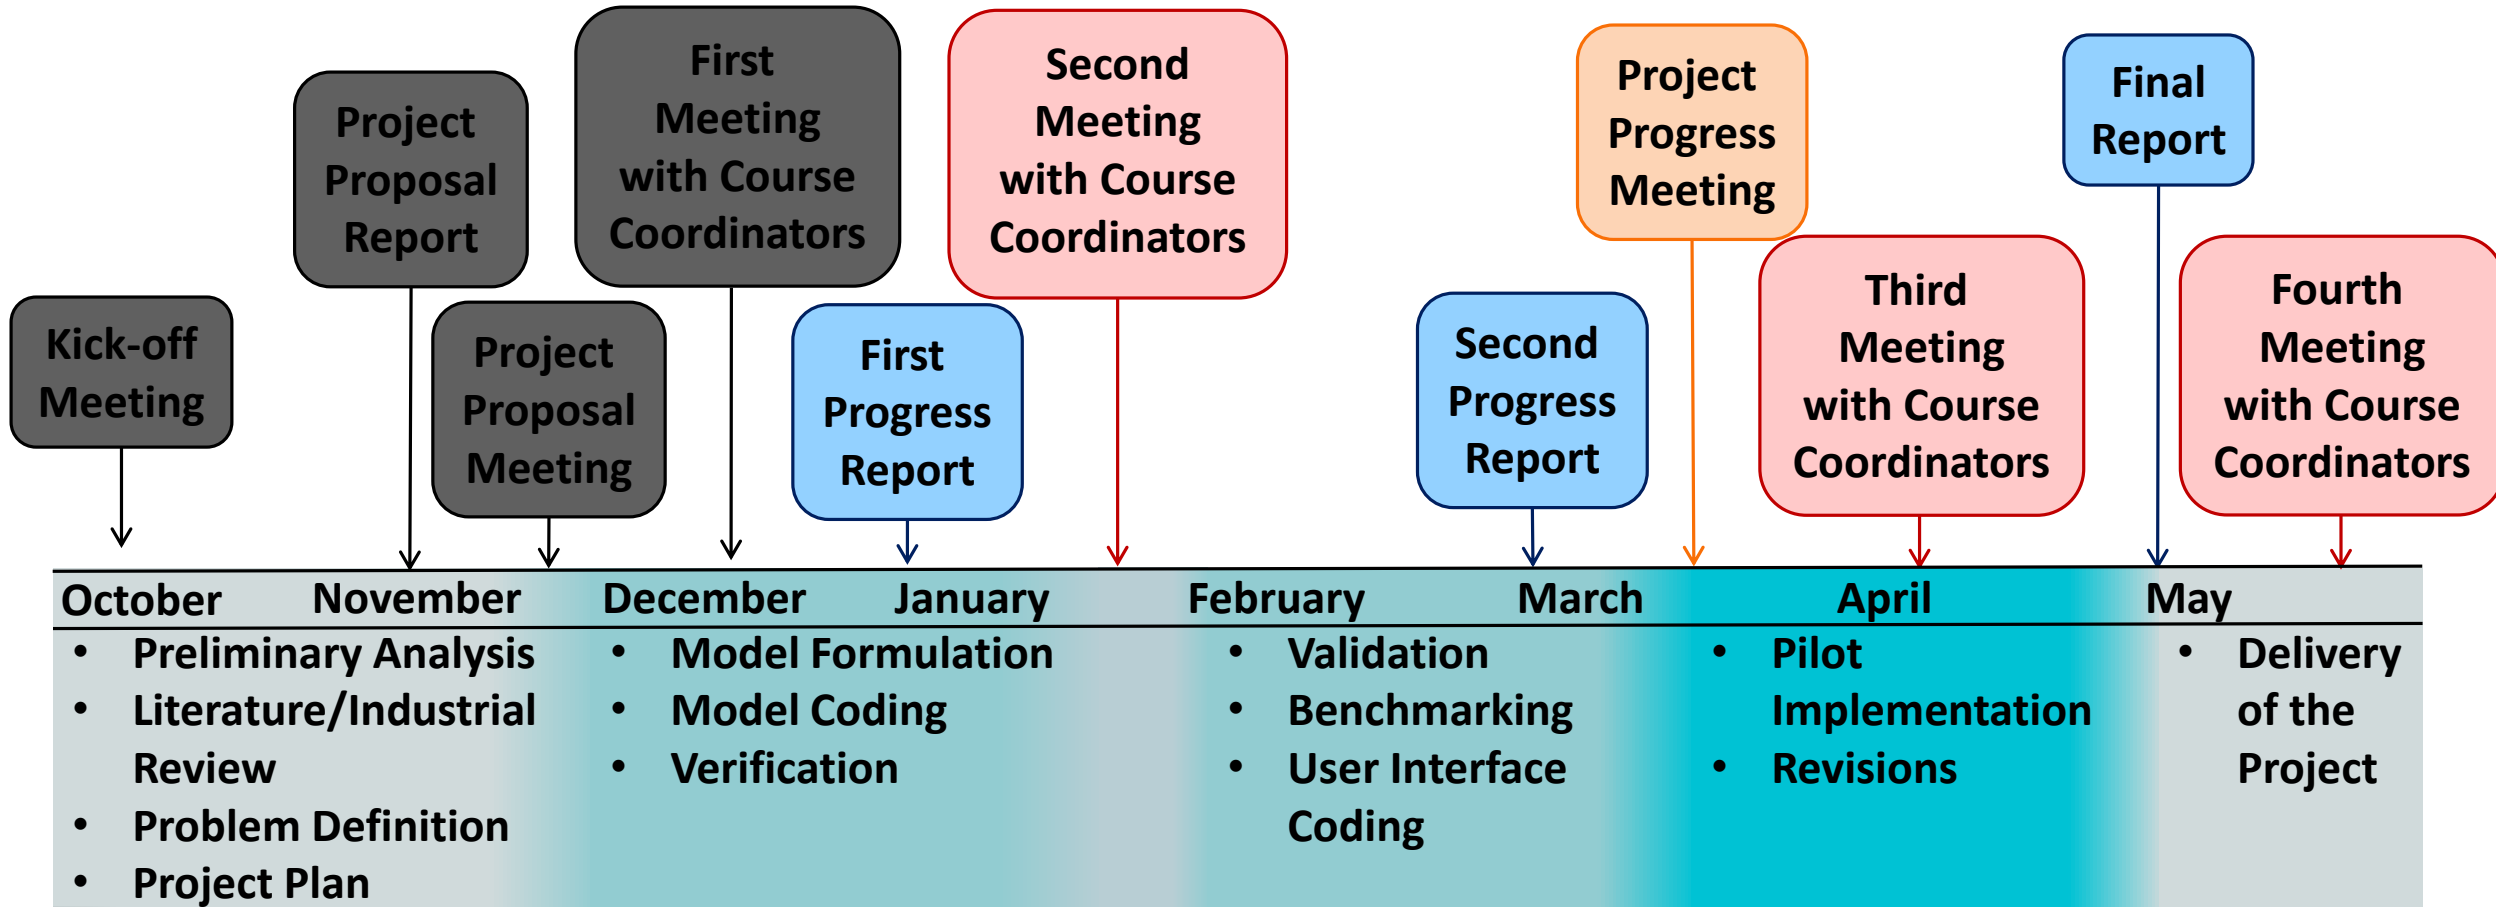 Kick-off
Meeting
Project
Proposal
Report
Project
Proposal
Meeting
First
Meeting
with Course
Coordinators
First
Progress
Report
Second
Meeting
with Course
Coordinators
Second
Progress
Report
Project
Progress
Meeting
Third
Meeting
with Course
Coordinators
Final
Report
Fourth
Meeting
with Course
Coordinators
October November December January February March April May
• Preliminary Analysis
• Literature/Industrial
Review
• Problem Definition
• Project Plan
• Model Formulation
• Model Coding
• Verification
• Validation
• Benchmarking
• User Interface
Coding
• Pilot
Implementation
• Revisions
• Delivery
of the
Project